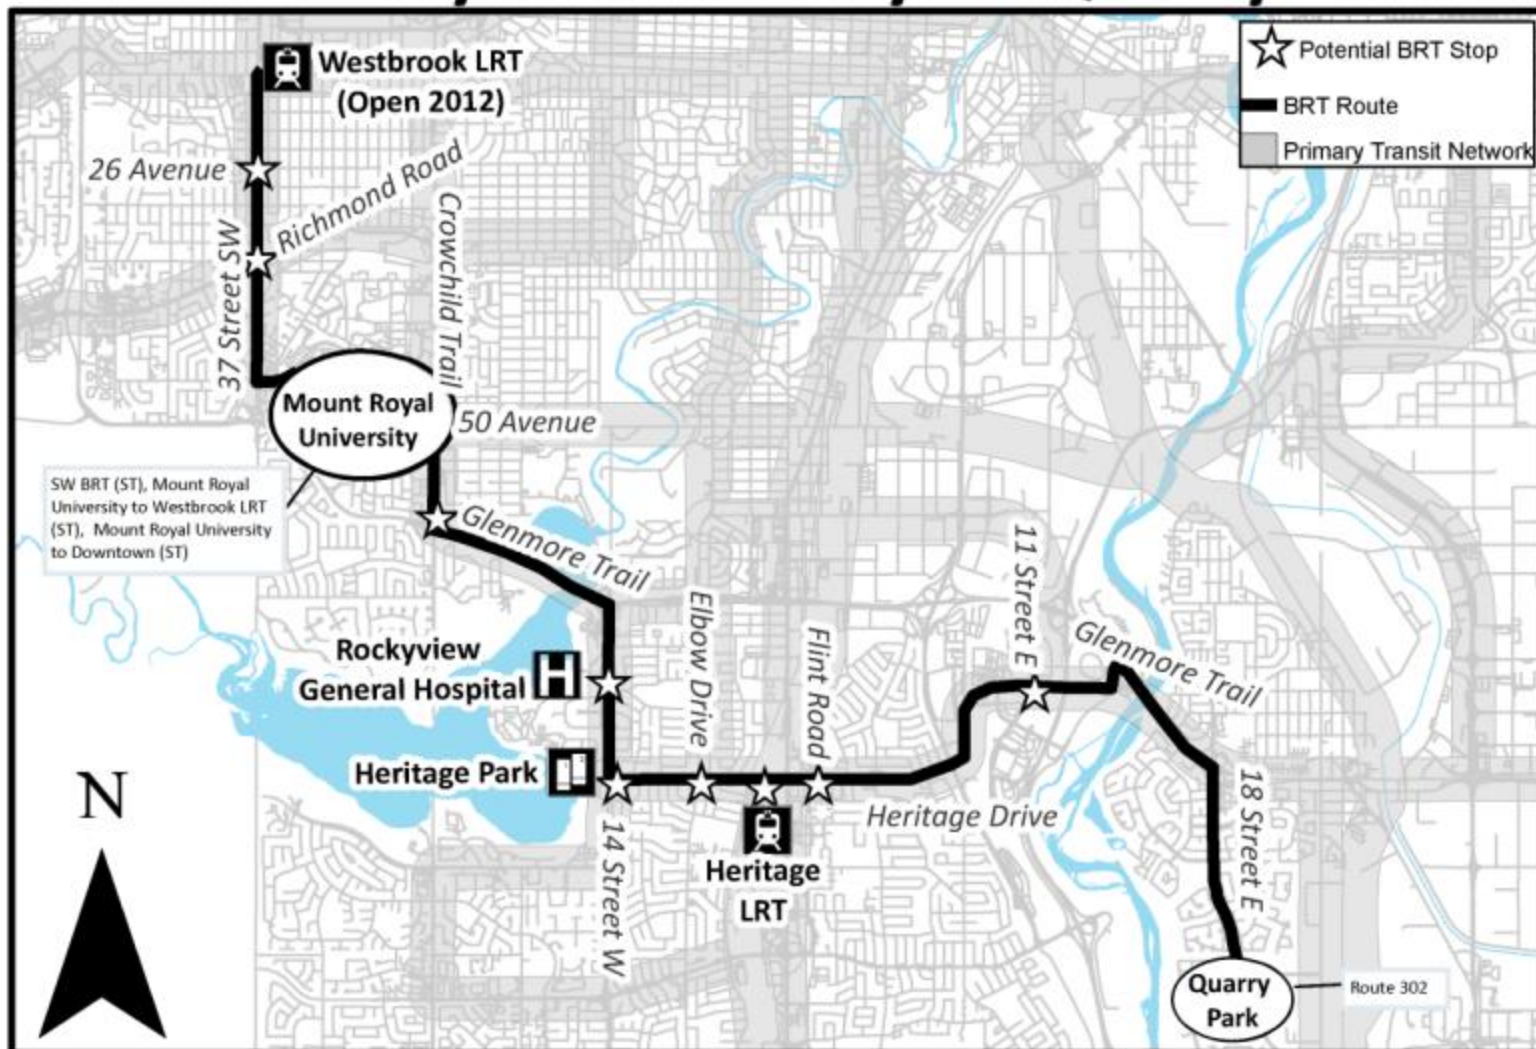 Westbrook LRT
(Open 2012)
Potential BRT Stop
BRT Route
Primary Transit Network
26 Avenue
Richmond Road
Crowchild Trail
37 Street SW
Mount Royal
University
50 Avenue
SW BRT (ST), Mount Royal
University to Westbrook LRT
(ST), Mount Royal University
to Downtown (ST)
Glenmore Trail
11 Street E
Elbow Drive
Flint Road
Glenmore Trail
Rockyview
General Hospital
H
Heritage Park
N
Heritage Drive
14 Street W
18 Street E
Heritage
LRT
Quarry
Park
Route 302